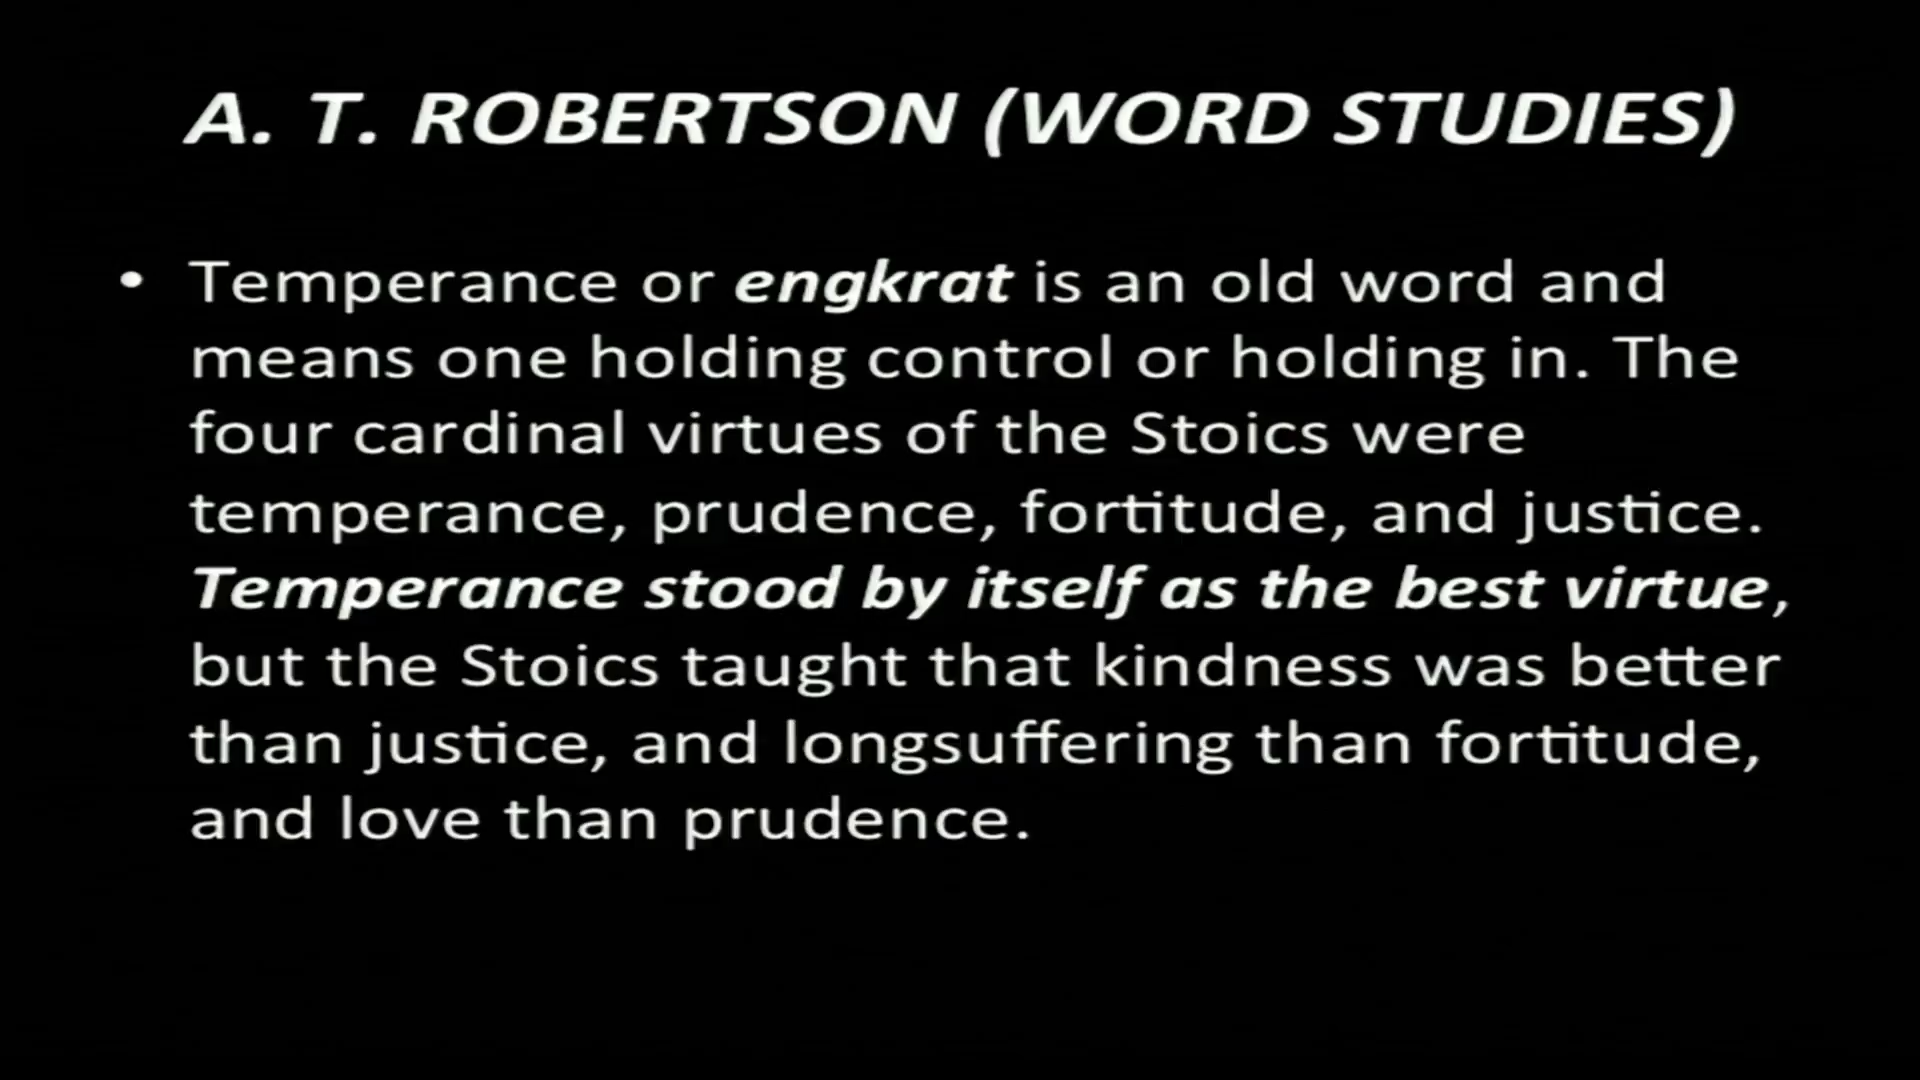 A. T. ROBERTSON (WORD STUDIES)
• Temperance or engkrat is an old word and
means one holding control or holding in. The
four cardinal virtues of the Stoics were
temperance, prudence, fortitude, and justice.
Temperance stood by itself as the best virtue,
but the Stoics taught that kindness was better
than justice, and longsuffering than fortitude,
and love than prudence.